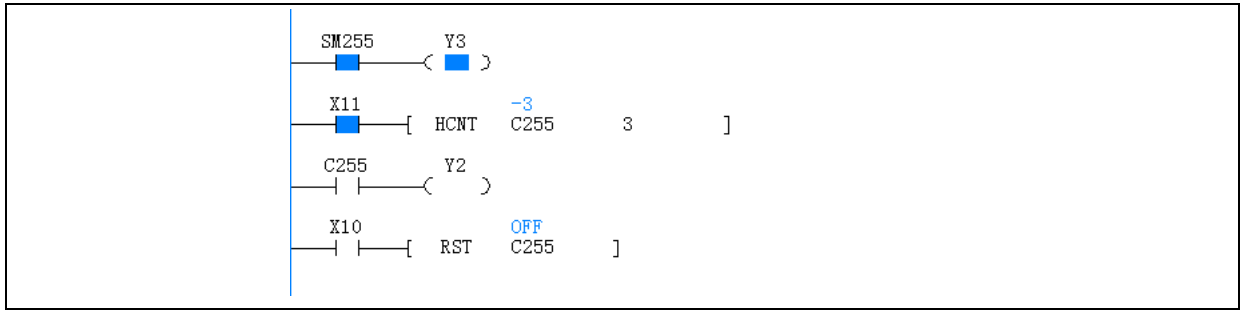 SM255 Y3
X11 -3
[ HCNT C255 3 ]
C255 Y2
X10 OFF
[ RST C255 ]